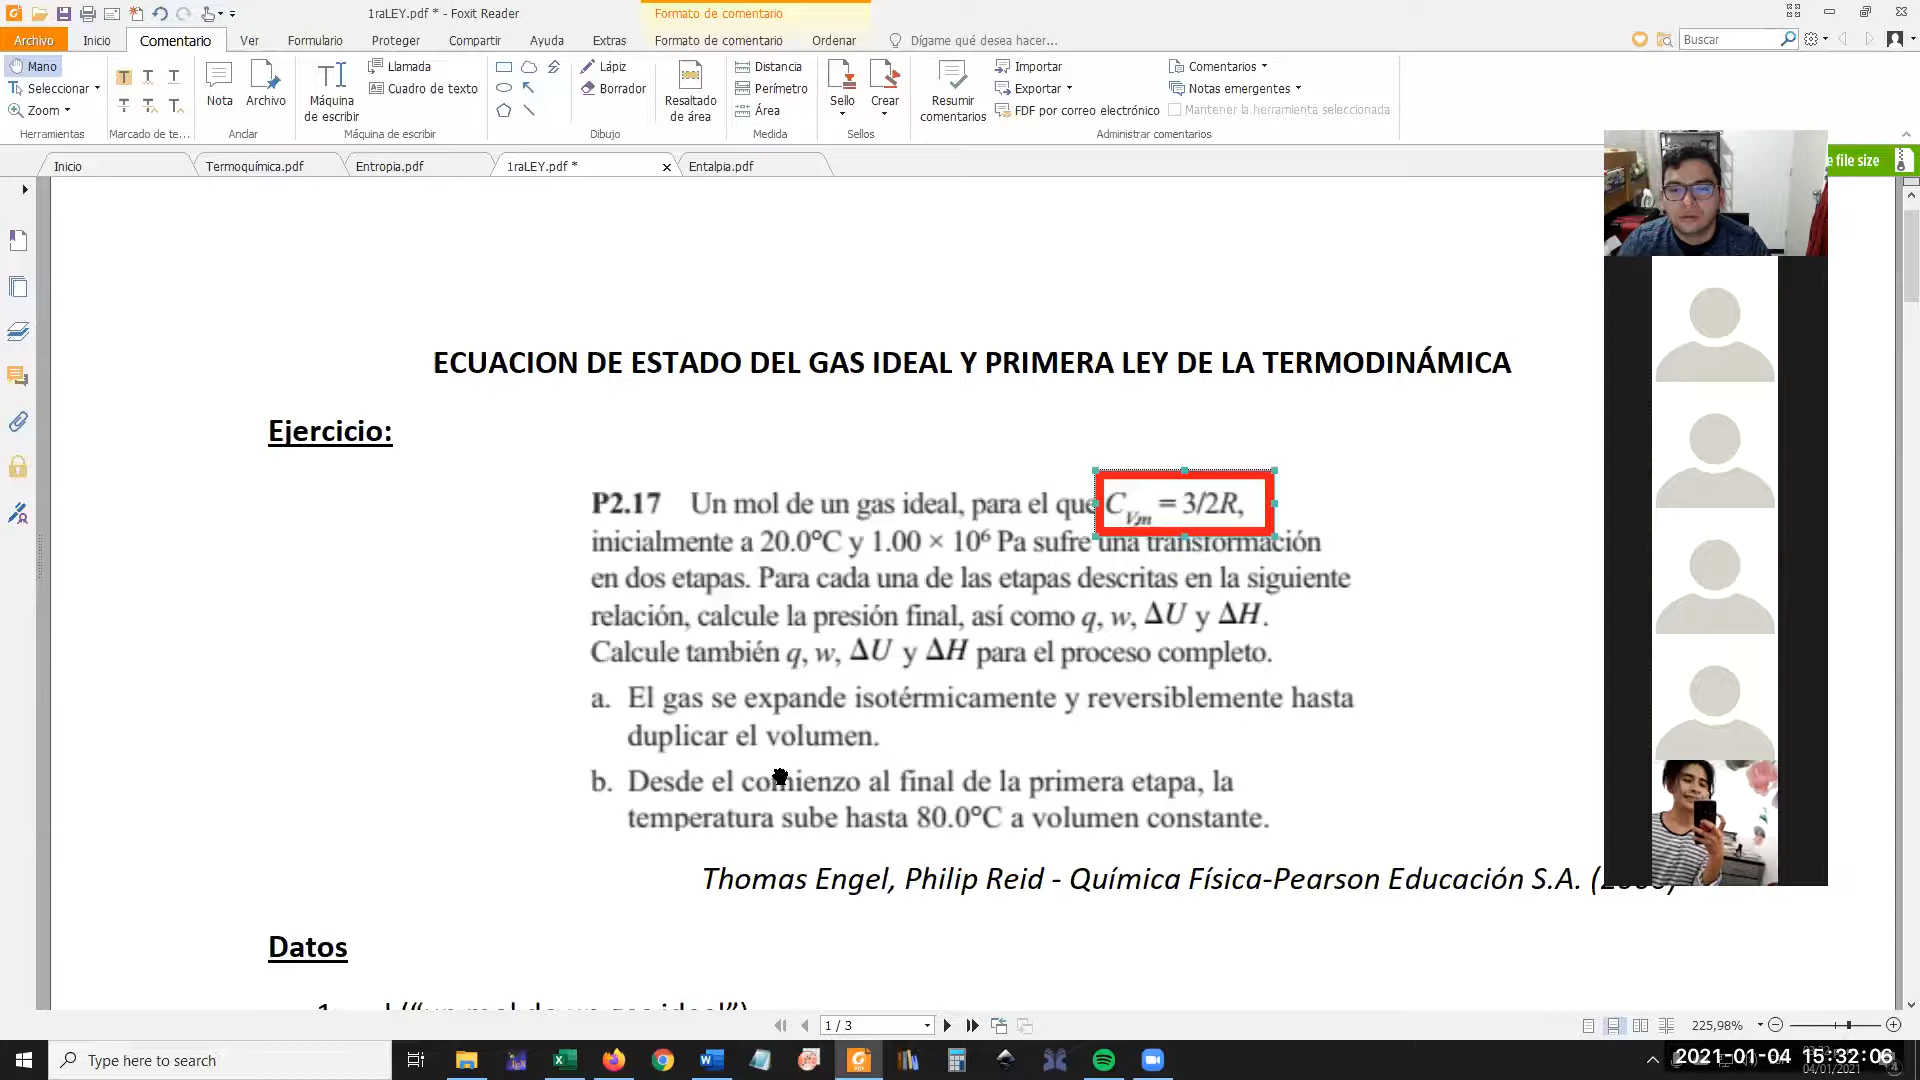 1raLEY.pdf * - Foxit Reader
Formato de comentario
Archivo Inicio Comentario Ver Formulario Proteger Compartir Ayuda Extras Formato de comentario Ordenar Dígame qué desea hacer... Buscar
Mano
Seleccionar
Zoom
Herramientas
Marcado de te...
Nota Archivo
Anclar
Máquina de escribir
Llamada
Cuadro de texto
Máquina de escribir
Lápiz
Borrador
Dibujo
Resaltado de área
Distancia
Perímetro
Área
Medida
Sello Crear
Sellos
Resumir comentarios
Importar
Exportar
FDF por correo electrónico
Comentarios
Notas emergentes
Mantener la herramienta seleccionada
Administrar comentarios
Inicio Termoquímica.pdf Entropia.pdf 1raLEY.pdf * Entalpia.pdf
e file size
ECUACION DE ESTADO DEL GAS IDEAL Y PRIMERA LEY DE LA TERMODINÁMICA
Ejercicio:
P2.17 Un mol de un gas ideal, para el que C_Vm = 3/2R,
inicialmente a 20.0°C y 1.00 × 10⁶ Pa sufre una transformación
en dos etapas. Para cada una de las etapas descritas en la siguiente
relación, calcule la presión final, así como q, w, ΔU y ΔH.
Calcule también q, w, ΔU y ΔH para el proceso completo.
a. El gas se expande isotérmicamente y reversiblemente hasta
duplicar el volumen.
b. Desde el comienzo al final de la primera etapa, la
temperatura sube hasta 80.0°C a volumen constante.
Thomas Engel, Philip Reid - Química Física-Pearson Educación S.A. (
Datos
1 / 3
225,98%
Type here to search
2021-01-04 15:32:06
04/01/2021